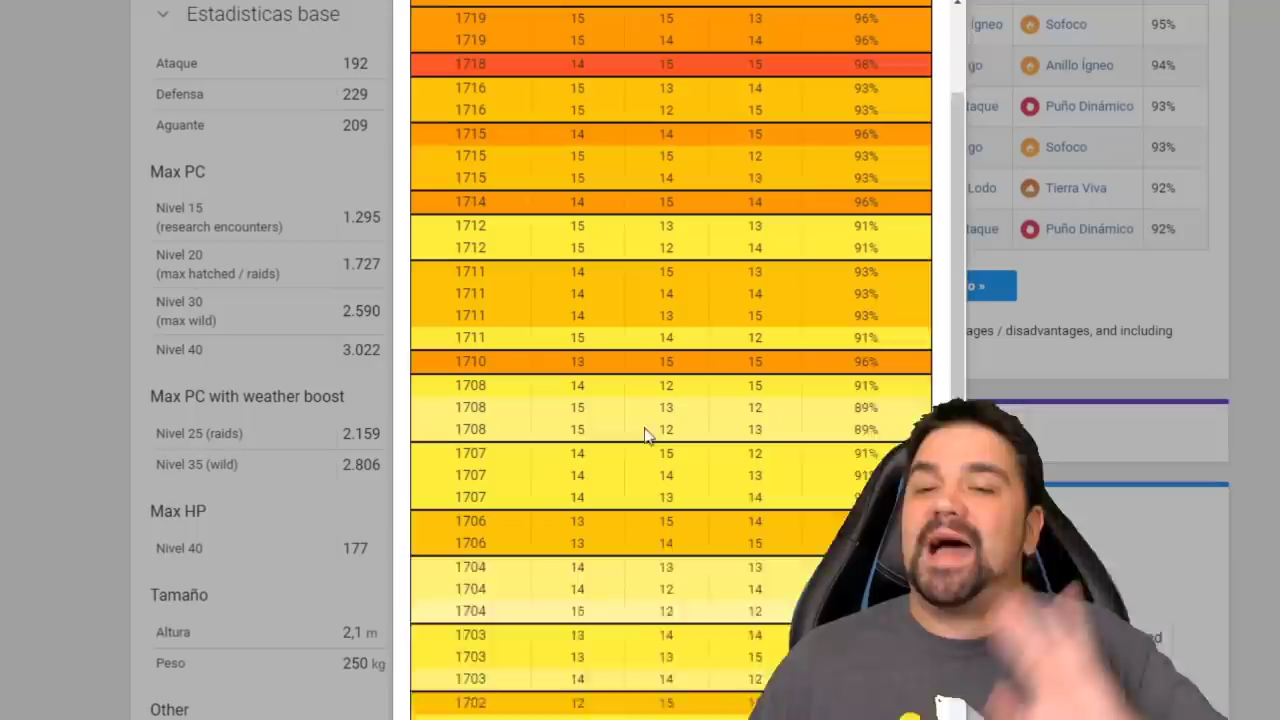 Estadisticas base
Ataque 192
Defensa 229
Aguante 209
Max PC
Nivel 15
(research encounters) 1.295
Nivel 20
(max hatched / raids) 1.727
Nivel 30
(max wild) 2.590
Nivel 40 3.022
Max PC with weather boost
Nivel 25 (raids) 2.159
Nivel 35 (wild) 2.806
Max HP
Nivel 40 177
Tamaño
Altura 2,1 m
Peso 250 kg
Other
1719 15 15 13 96%
1719 15 14 14 96%
1718 14 15 15 98%
1716 15 13 14 93%
1716 15 12 15 93%
1715 14 14 15 96%
1715 15 15 12 93%
1715 15 14 13 93%
1714 14 15 14 96%
1712 15 13 13 91%
1712 15 12 14 91%
1711 14 15 13 93%
1711 14 14 14 93%
1711 14 13 15 93%
1711 15 14 12 91%
1710 13 15 15 96%
1708 14 12 15 91%
1708 15 13 12 89%
1708 15 12 13 89%
1707 14 15 12 91%
1707 14 14 13
1707 14 13 14
1706 13 15 14
1706 13 14 15
1704 14 13 13
1704 14 12 14
1704 15 12 12
1703 13 14 14
1703 13 13 15
1703 14 14 12
1702 12 15
Ígneo Sofoco 95%
go Anillo Ígneo 94%
taque Puño Dinámico 93%
go Sofoco 93%
Lodo Tierra Viva 92%
taque Puño Dinámico 92%
o »
ages / disadvantages, and including